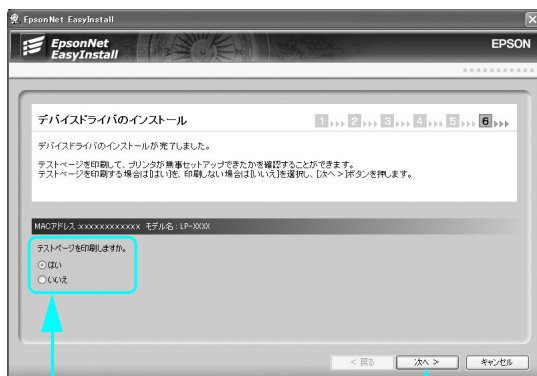 EpsonNet EasyInstall
EpsonNet
EasyInstall
EPSON
デバイスドライバのインストール
1 2 3 4 5 6
デバイスドライバのインストールが完了しました。
テストページを印刷して、プリンタが無事セットアップできたかを確認することができます。
テストページを印刷する場合は[はい]を、印刷しない場合は[いいえ]を選択し、[次へ >]ボタンを押します。
MACアドレス:xxxxxxxxxxxx モデル名:LP-XXXX
テストページを印刷しますか。
はい
いいえ
< 戻る 次へ > キャンセル